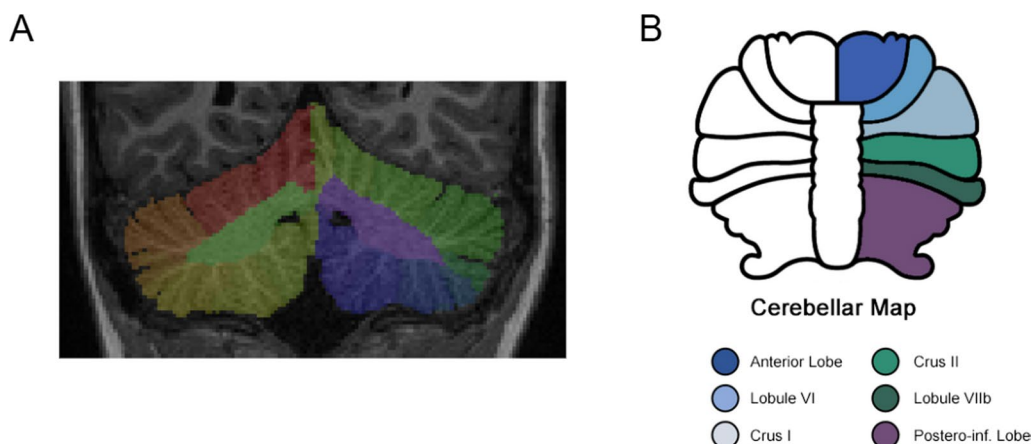 A
B
Cerebellar Map
Anterior Lobe
Crus II
Lobule VI
Lobule VIIb
Crus I
Postero-inf. Lobe